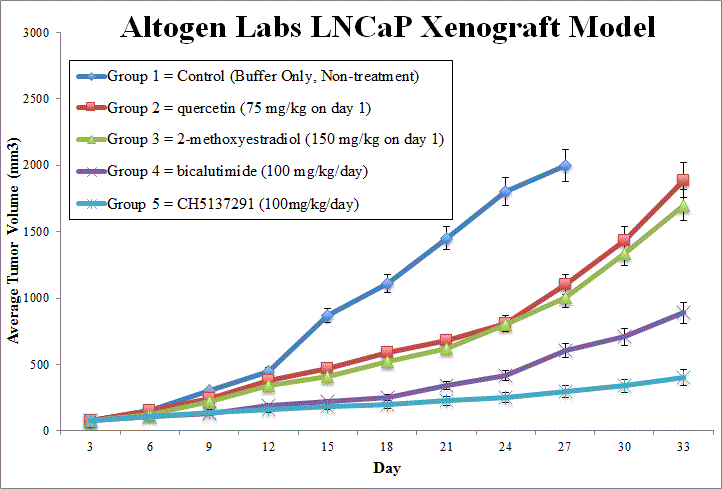 Altogen Labs LNCaP Xenograft Model
3000
2500
2000
1500
1000
500
0
Average Tumor Volume (mm3)
Group 1 = Control (Buffer Only, Non-treatment)
Group 2 = quercetin (75 mg/kg on day 1)
Group 3 = 2-methoxyestradiol (150 mg/kg on day 1)
Group 4 = bicalutimide (100 mg/kg/day)
Group 5 = CH5137291 (100mg/kg/day)
3 6 9 12 15 18 21 24 27 30 33
Day